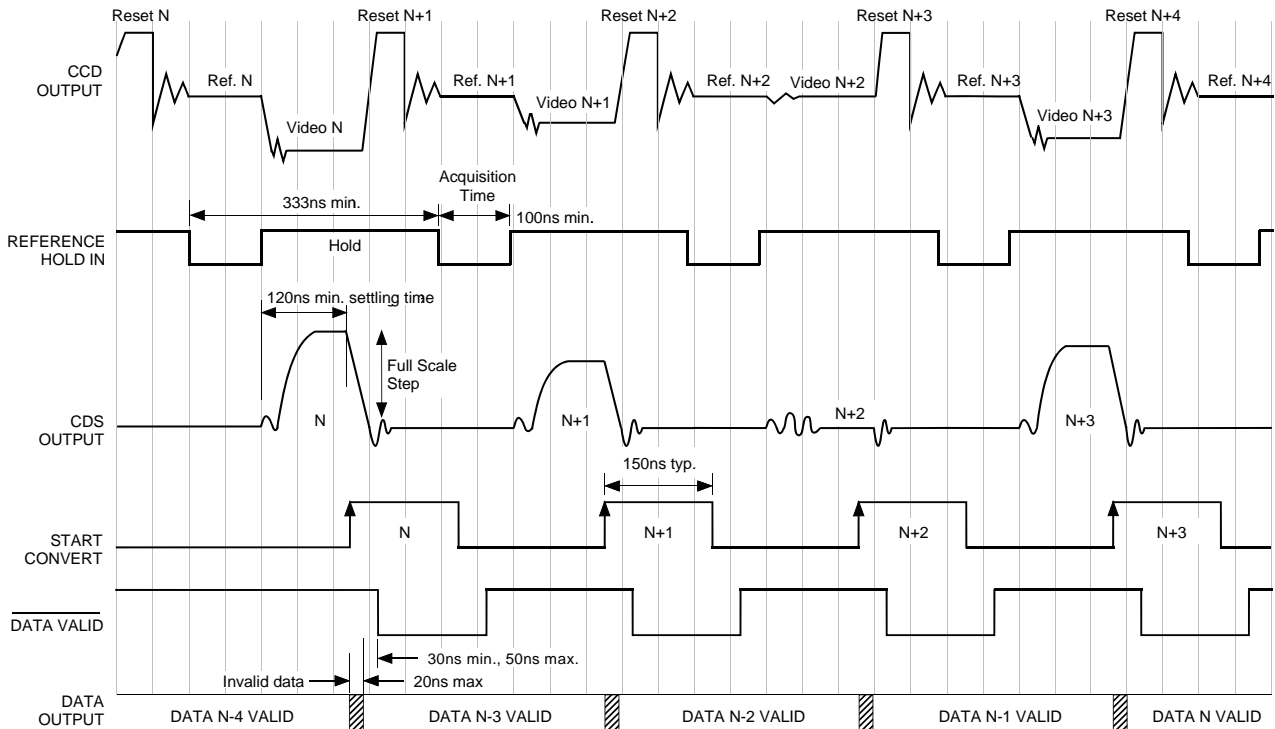 Reset N Reset N+1 Reset N+2 Reset N+3 Reset N+4
CCD
OUTPUT
Ref. N Ref. N+1 Ref. N+2 Video N+2 Ref. N+3 Ref. N+4
Video N Video N+1 Video N+3
Acquisition
Time
333ns min.
100ns min.
REFERENCE
HOLD IN
Hold
120ns min. settling time
Full Scale
Step
CDS
OUTPUT
N N+1 N+2 N+3
150ns typ.
START
CONVERT
N N+1 N+2 N+3
DATA VALID
30ns min., 50ns max.
Invalid data 20ns max
DATA
OUTPUT
DATA N-4 VALID DATA N-3 VALID DATA N-2 VALID DATA N-1 VALID DATA N VALID